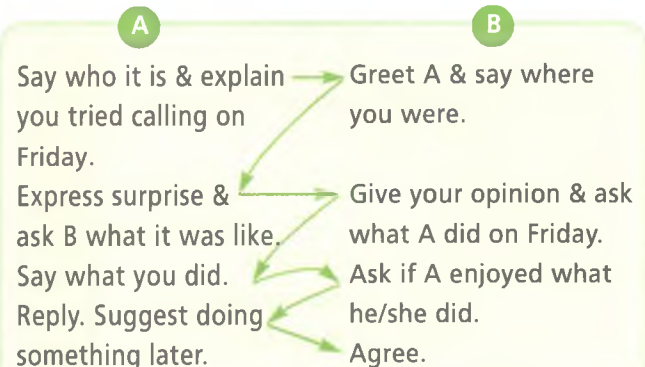 A
Say who it is & explain
you tried calling on
Friday.
Express surprise &
ask B what it was like.
Say what you did.
Reply. Suggest doing
something later.
B
Greet A & say where
you were.
Give your opinion & ask
what A did on Friday.
Ask if A enjoyed what
he/she did.
Agree.